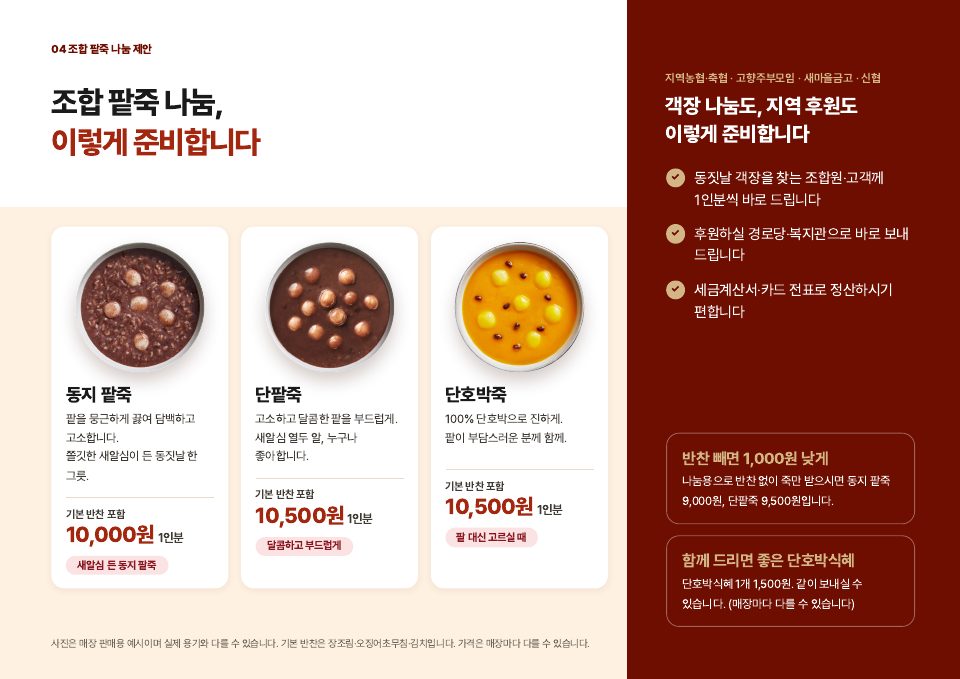 04 조합 팥죽 나눔 제안
조합 팥죽 나눔,
이렇게 준비합니다
동지 팥죽
팥을 뭉근하게 끓여 담백하고
고소합니다.
쫄깃한 새알심이 든 동짓날 한
그릇.
기본 반찬 포함
10,000원 1인분
새알심 든 동지 팥죽
단팥죽
고소하고 달콤한 팥을 부드럽게.
새알심 열두 알, 누구나
좋아합니다.
기본 반찬 포함
10,500원 1인분
달콤하고 부드럽게
단호박죽
100% 단호박으로 진하게.
팥이 부담스러운 분께 함께.
기본 반찬 포함
10,500원 1인분
팥 대신 고르실 때
사진은 매장 판매용 예시이며 실제 용기와 다를 수 있습니다. 기본 반찬은 장조림·오징어초무침·김치입니다. 가격은 매장마다 다를 수 있습니다.
지역농협·축협 · 고향주부모임 · 새마을금고 · 신협
객장 나눔도, 지역 후원도
이렇게 준비합니다
동짓날 객장을 찾는 조합원·고객께
1인분씩 바로 드립니다
후원하실 경로당·복지관으로 바로 보내
드립니다
세금계산서·카드 전표로 정산하시기
편합니다
반찬 빼면 1,000원 낮게
나눔용으로 반찬 없이 죽만 받으시면 동지 팥죽
9,000원, 단팥죽 9,500원입니다.
함께 드리면 좋은 단호박식혜
단호박식혜 1개 1,500원. 같이 보내실 수
있습니다. (매장마다 다를 수 있습니다)